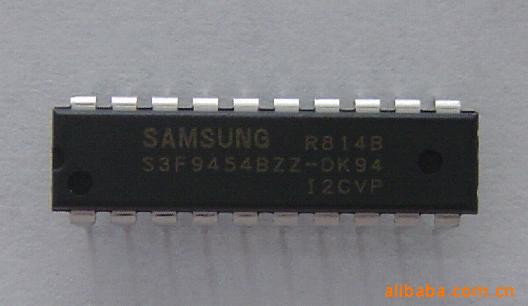 SAMSUNG R814B
S3F9454BZZ-DK94
I2CVP
alibaba.com.cn